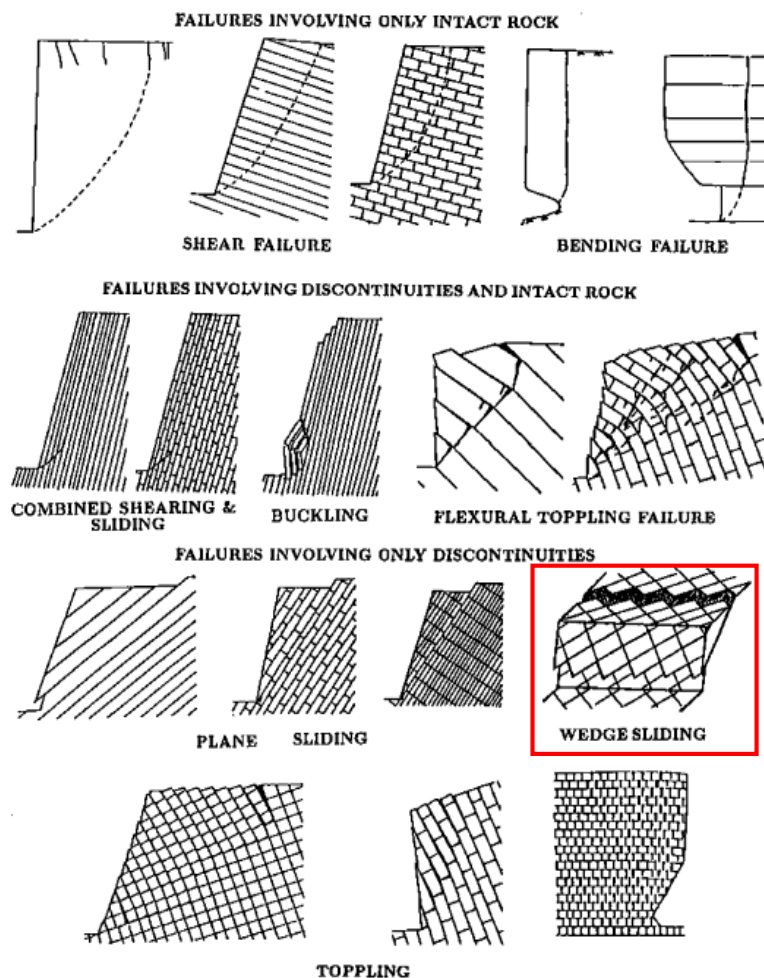 FAILURES INVOLVING ONLY INTACT ROCK
SHEAR FAILURE
BENDING FAILURE
FAILURES INVOLVING DISCONTINUITIES AND INTACT ROCK
COMBINED SHEARING &
SLIDING
BUCKLING
FLEXURAL TOPPLING FAILURE
FAILURES INVOLVING ONLY DISCONTINUITIES
PLANE SLIDING
WEDGE SLIDING
TOPPLING